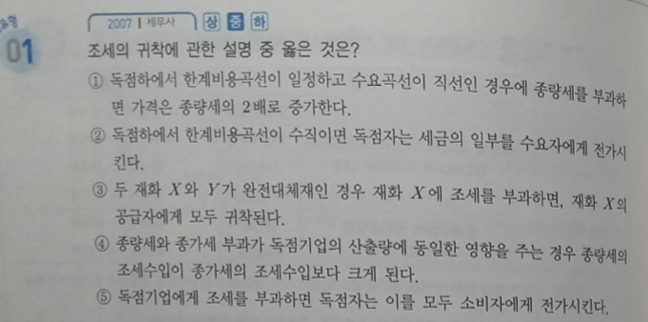 유형
01
2007 | 세무사 상 중 하
조세의 귀착에 관한 설명 중 옳은 것은?
① 독점하에서 한계비용곡선이 일정하고 수요곡선이 직선인 경우에 종량세를 부과하
면 가격은 종량세의 2배로 증가한다.
② 독점하에서 한계비용곡선이 수직이면 독점자는 세금의 일부를 수요자에게 전가시
킨다.
③ 두 재화 X와 Y가 완전대체재인 경우 재화 X에 조세를 부과하면, 재화 X의
공급자에게 모두 귀착된다.
④ 종량세와 종가세 부과가 독점기업의 산출량에 동일한 영향을 주는 경우 종량세의
조세수입이 종가세의 조세수입보다 크게 된다.
⑤ 독점기업에게 조세를 부과하면 독점자는 이를 모두 소비자에게 전가시킨다.